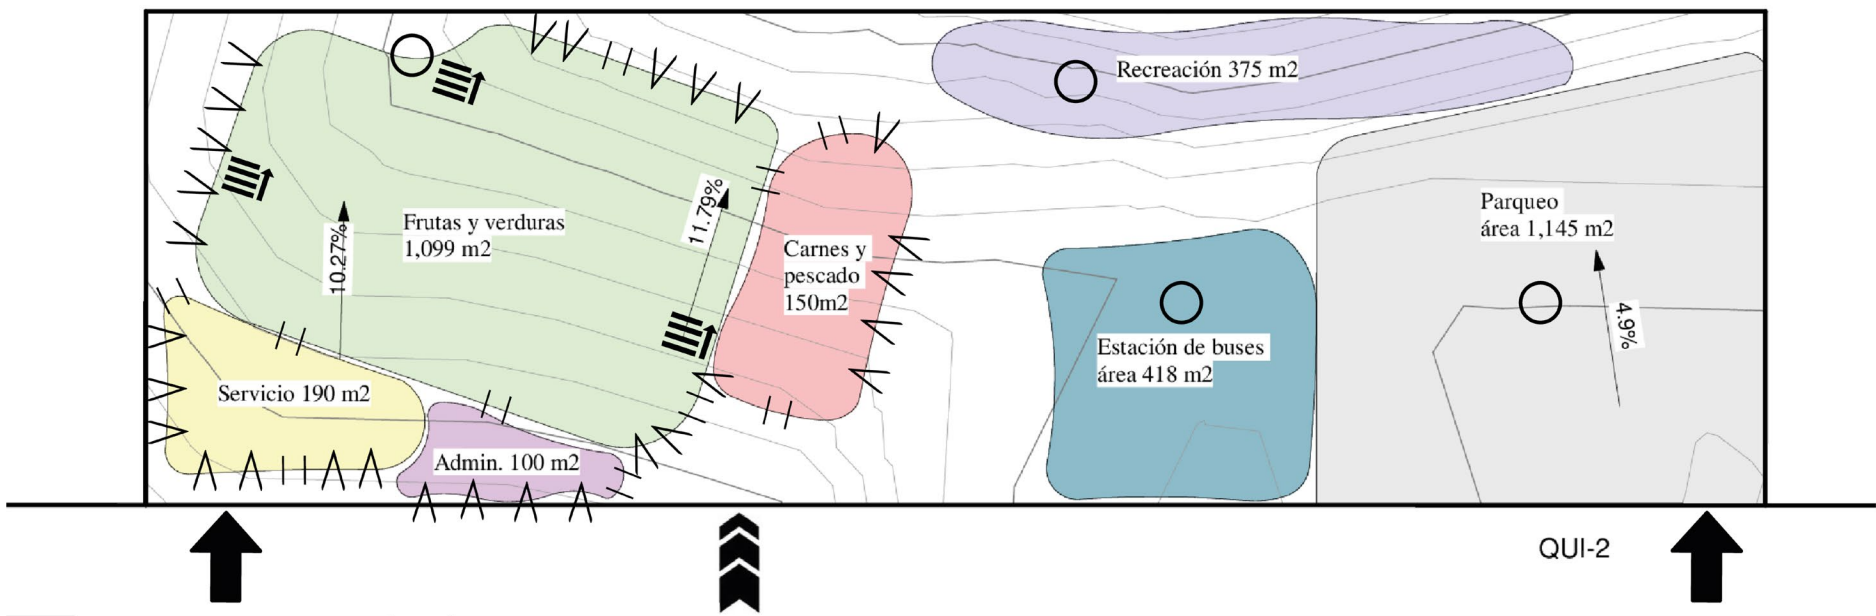 Recreación 375 m2
Parqueo
área 1,145 m2
11.79%
Frutas y verduras
1,099 m2
10.27%
Carnes y
pescado
150m2
4.9%
Estación de buses
área 418 m2
Servicio 190 m2
Admin. 100 m2
QUI-2